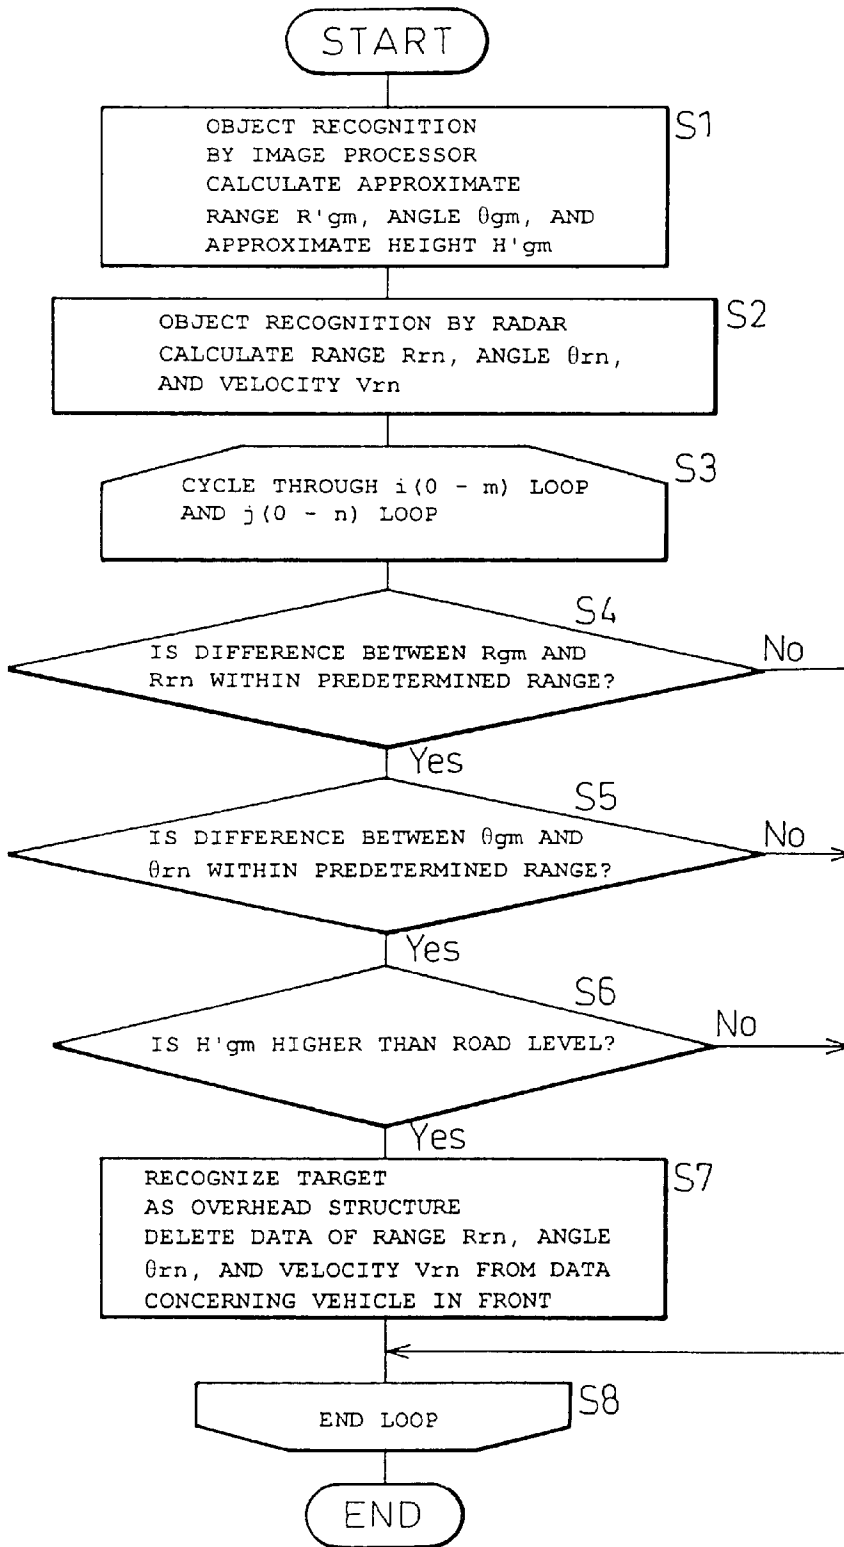 START
S1
OBJECT RECOGNITION
BY IMAGE PROCESSOR
CALCULATE APPROXIMATE
RANGE R'gm, ANGLE θgm, AND
APPROXIMATE HEIGHT H'gm
S2
OBJECT RECOGNITION BY RADAR
CALCULATE RANGE Rrn, ANGLE θrn,
AND VELOCITY Vrn
S3
CYCLE THROUGH i(0 - m) LOOP
AND j(0 - n) LOOP
S4
IS DIFFERENCE BETWEEN Rgm AND
Rrn WITHIN PREDETERMINED RANGE?
No
Yes
S5
IS DIFFERENCE BETWEEN θgm AND
θrn WITHIN PREDETERMINED RANGE?
No
Yes
S6
IS H'gm HIGHER THAN ROAD LEVEL?
No
Yes
S7
RECOGNIZE TARGET
AS OVERHEAD STRUCTURE
DELETE DATA OF RANGE Rrn, ANGLE
θrn, AND VELOCITY Vrn FROM DATA
CONCERNING VEHICLE IN FRONT
S8
END LOOP
END